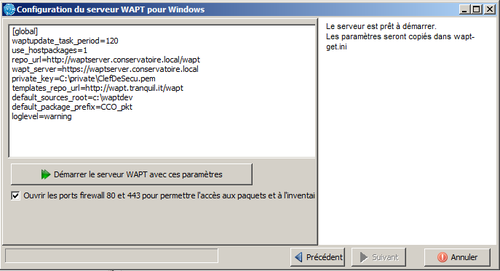 Configuration du serveur WAPT pour Windows
[global]
waptupdate_task_period=120
use_hostpackages=1
repo_url=http://waptserver.conservatoire.local/wapt
wapt_server=https://waptserver.conservatoire.local
private_key=C:\private\ClefDeSecu.pem
templates_repo_url=http://wapt.tranquil.it/wapt
default_sources_root=c:\waptdev
default_package_prefix=CCO_pkt
loglevel=warning
Le serveur est prêt à démarrer.
Les paramètres seront copiés dans wapt-
get.ini
Démarrer le serveur WAPT avec ces paramètres
Ouvrir les ports firewall 80 et 443 pour permettre l'accès aux paquets et à l'inventai
Précédent
Suivant
Annuler